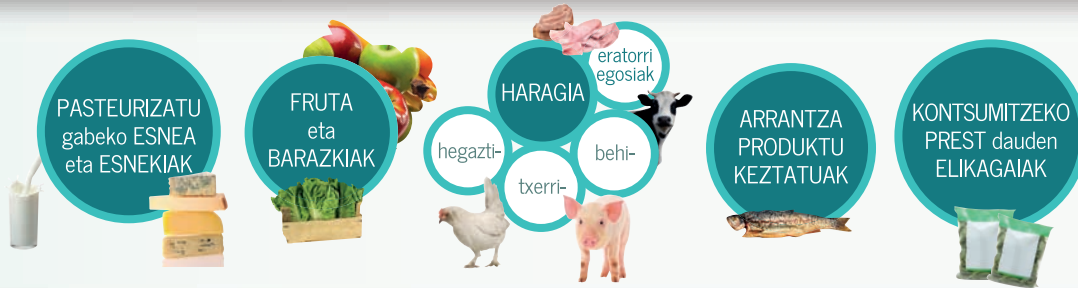 PASTEURIZATU
gabeko ESNEA
eta ESNEKIAK
FRUTA
eta
BARAZKIAK
HARAGIA
eratorri
egosiak
hegazti-
txerri-
behi-
ARRANTZA
PRODUKTU
KEZTATUAK
KONTSUMITZEKO
PREST dauden
ELIKAGAIAK